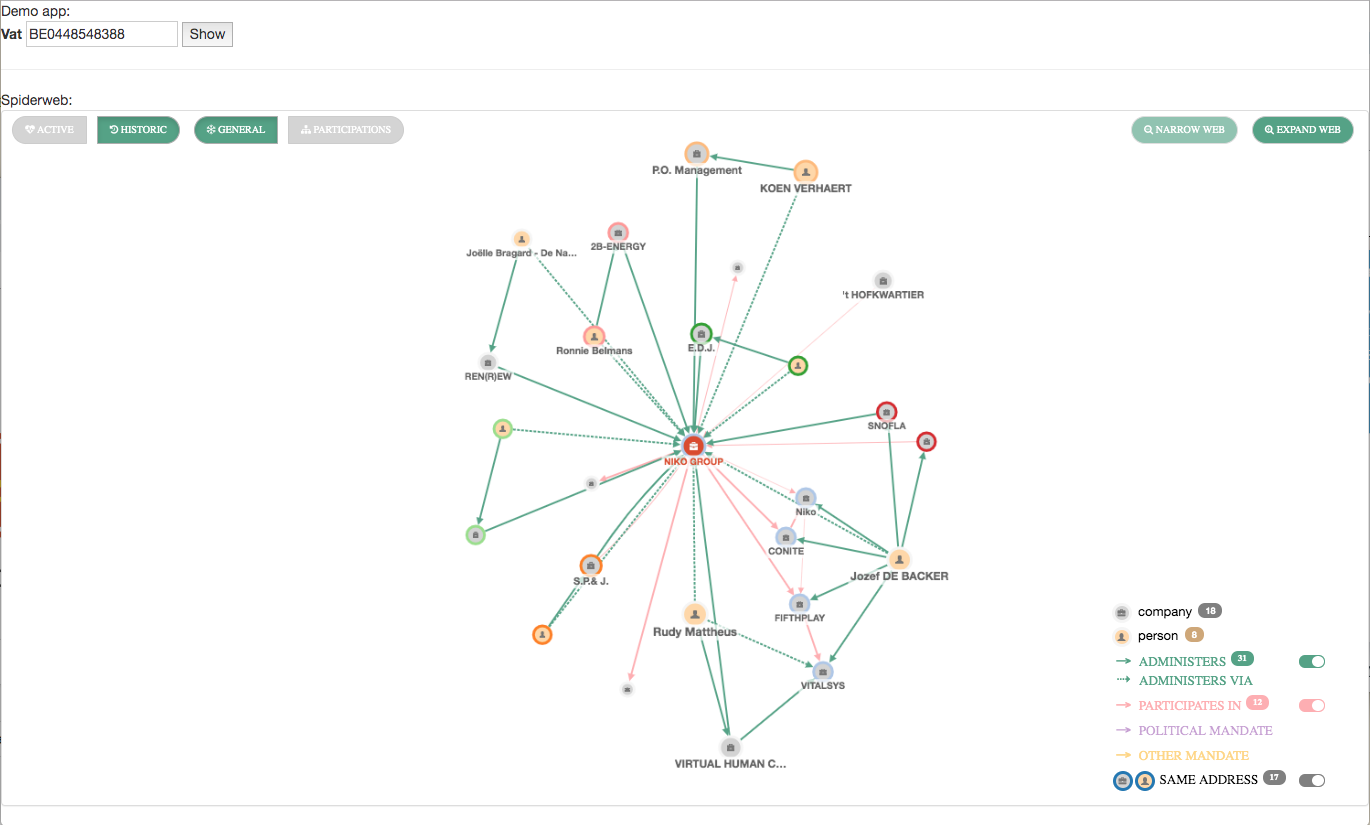 Demo app:
Vat BE0448548388 Show
Spiderweb:
ACTIVE HISTORIC GENERAL PARTICIPATIONS NARROW WEB EXPAND WEB
P.O. Management
KOEN VERHAERT
2B-ENERGY
Joëlle Bragard - De Na...
't HOFKWARTIER
E.D.J.
Ronnie Belmans
REN(R)EW
SNOFLA
NIKO GROUP
Niko
CONITE
Jozef DE BACKER
S.P.& J.
FIFTHPLAY
Rudy Mattheus
VITALSYS
VIRTUAL HUMAN C...
company 18
person 8
ADMINISTERS 31
ADMINISTERS VIA
PARTICIPATES IN 12
POLITICAL MANDATE
OTHER MANDATE
SAME ADDRESS 17